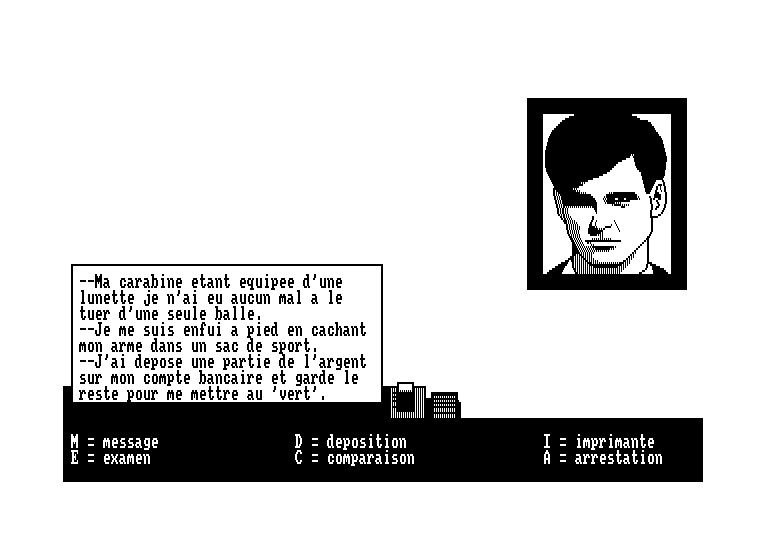 --Ma carabine etant equipee d'une
lunette je n'ai eu aucun mal a le
tuer d'une seule balle.
--Je me suis enfui a pied en cachant
mon arme dans un sac de sport.
--J'ai depose une partie de l'argent
sur mon compte bancaire et garde le
reste pour me mettre au 'vert'.
M = message D = deposition I = imprimante
E = examen C = comparaison A = arrestation